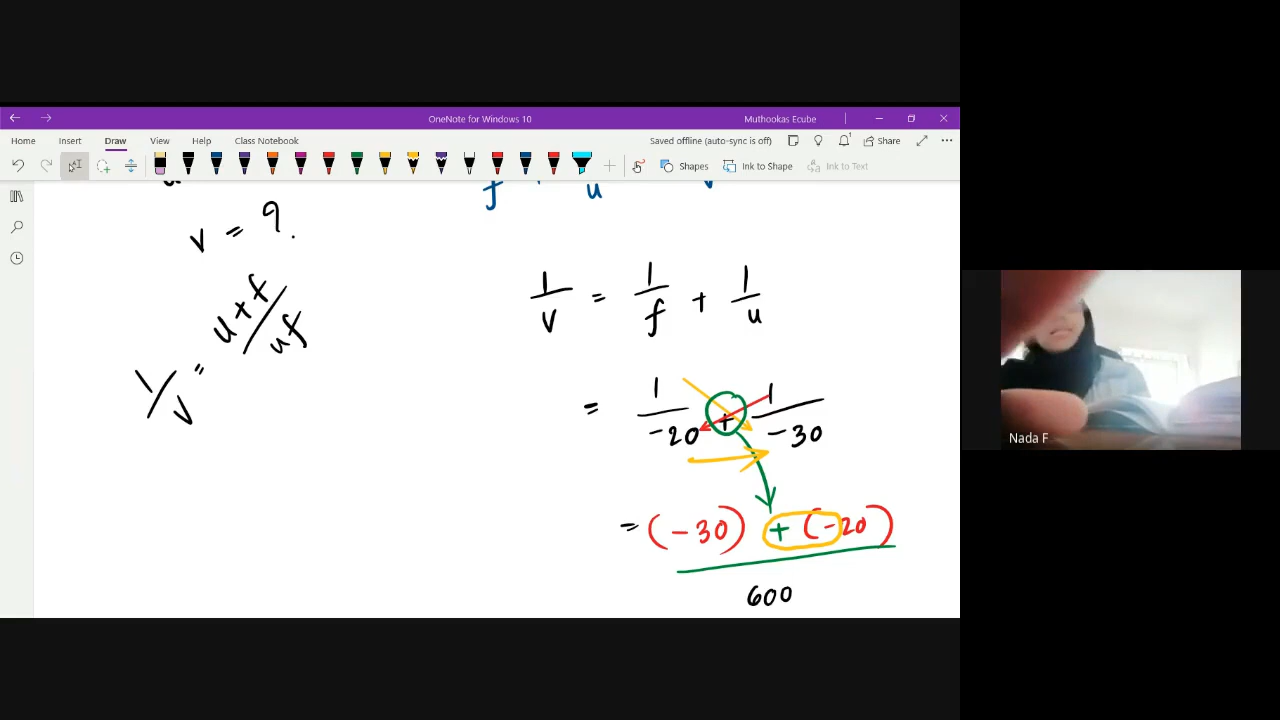 OneNote for Windows 10
Muthookas Ecube
Home Insert Draw View Help Class Notebook
Saved offline (auto-sync is off) Share
Shapes Ink to Shape Ink to Text
f u
v = ?
1/v = u+f/uf
1/v = 1/f + 1/u
= 1/-20 + 1/-30
= (-30) + (-20)
600
Nada F